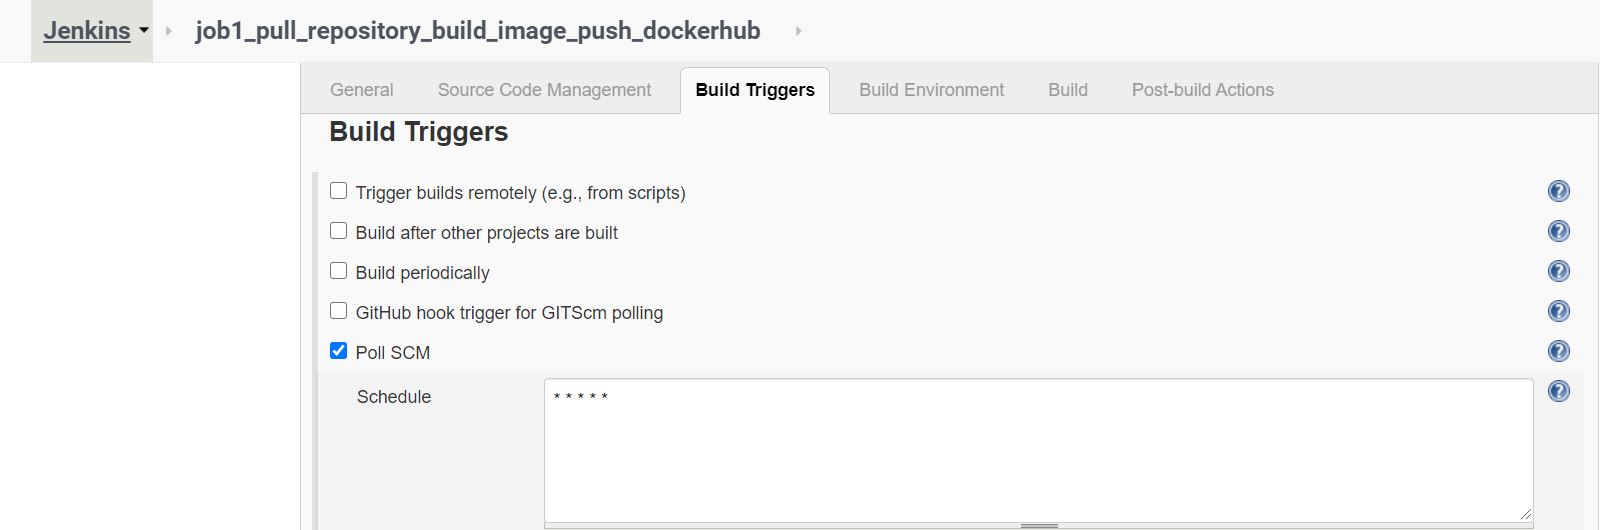 Jenkins job1_pull_repository_build_image_push_dockerhub
General Source Code Management Build Triggers Build Environment Build Post-build Actions
Build Triggers
Trigger builds remotely (e.g., from scripts)
Build after other projects are built
Build periodically
GitHub hook trigger for GITScm polling
Poll SCM
Schedule * * * * *